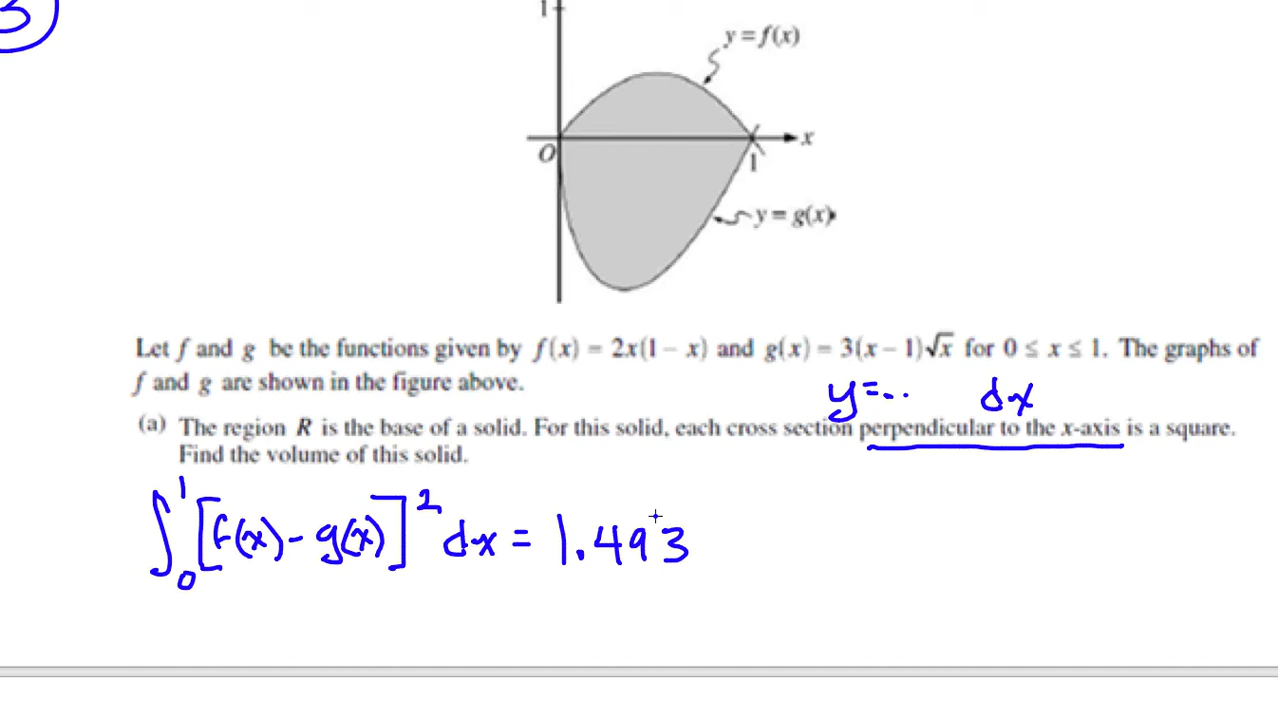 3
1
y = f(x)
O
x
1
y = g(x)
Let f and g be the functions given by f(x) = 2x(1 − x) and g(x) = 3(x − 1)√x for 0 ≤ x ≤ 1. The graphs of
f and g are shown in the figure above.
y=.. dx
(a) The region R is the base of a solid. For this solid, each cross section perpendicular to the x-axis is a square.
Find the volume of this solid.
∫₀¹ [f(x) - g(x)]² dx = 1.493